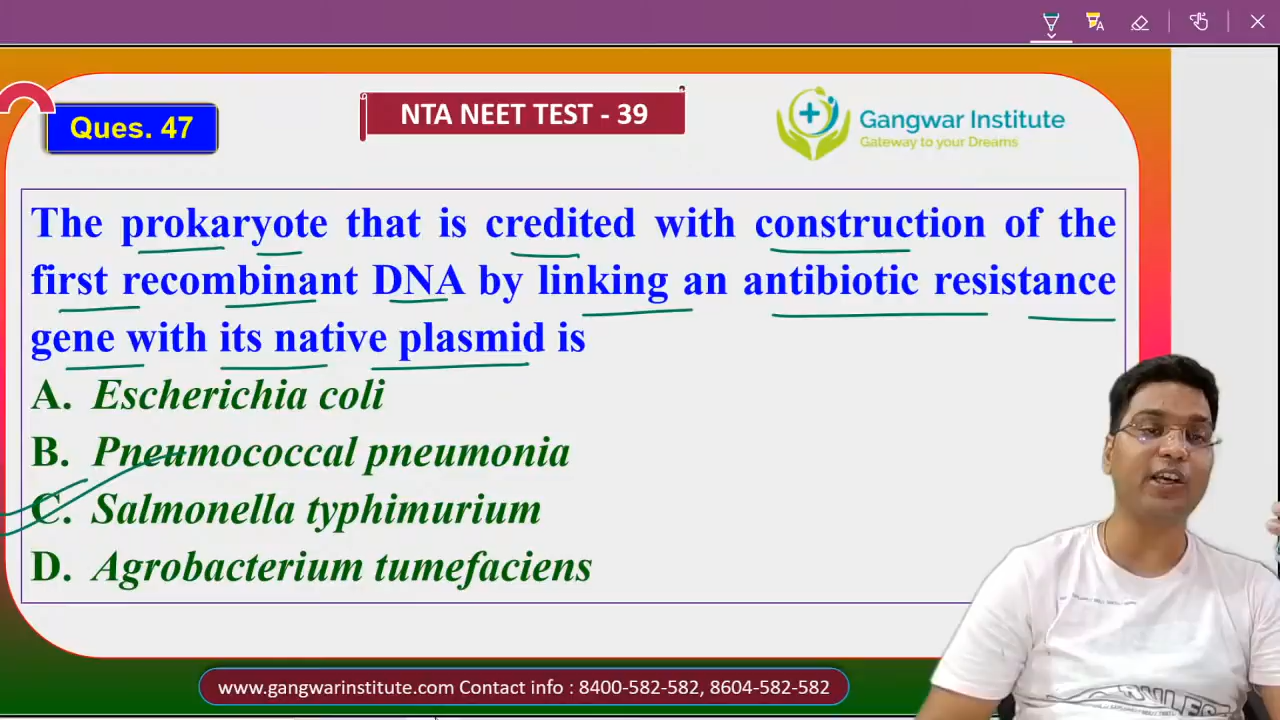 Ques. 47
NTA NEET TEST - 39
Gangwar Institute
Gateway to your Dreams
The prokaryote that is credited with construction of the
first recombinant DNA by linking an antibiotic resistance
gene with its native plasmid is
A. Escherichia coli
B. Pneumococcal pneumonia
C. Salmonella typhimurium
D. Agrobacterium tumefaciens
www.gangwarinstitute.com Contact info : 8400-582-582, 8604-582-582